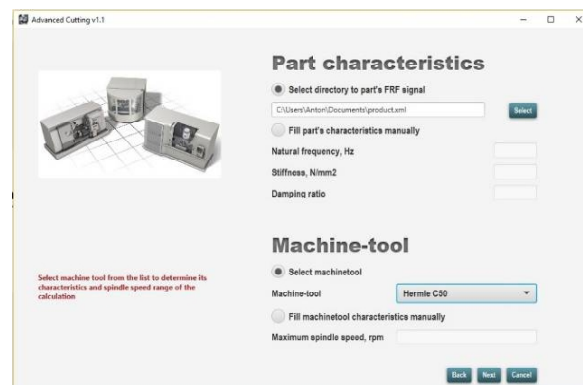 Advanced Cutting v1.1
Part characteristics
Select directory to part's FRF signal
C:\Users\Anton\Documents\product.xml
Select
Fill part's characteristics manually
Natural frequency, Hz
Stiffness, N/mm2
Damping ratio
Machine-tool
Select machinetool
Select machine tool from the list to determine its
characteristics and spindle speed range of the
calculation
Machine-tool
Hermle C50
Fill machinetool characteristics manually
Maximum spindle speed, rpm
Back
Next
Cancel